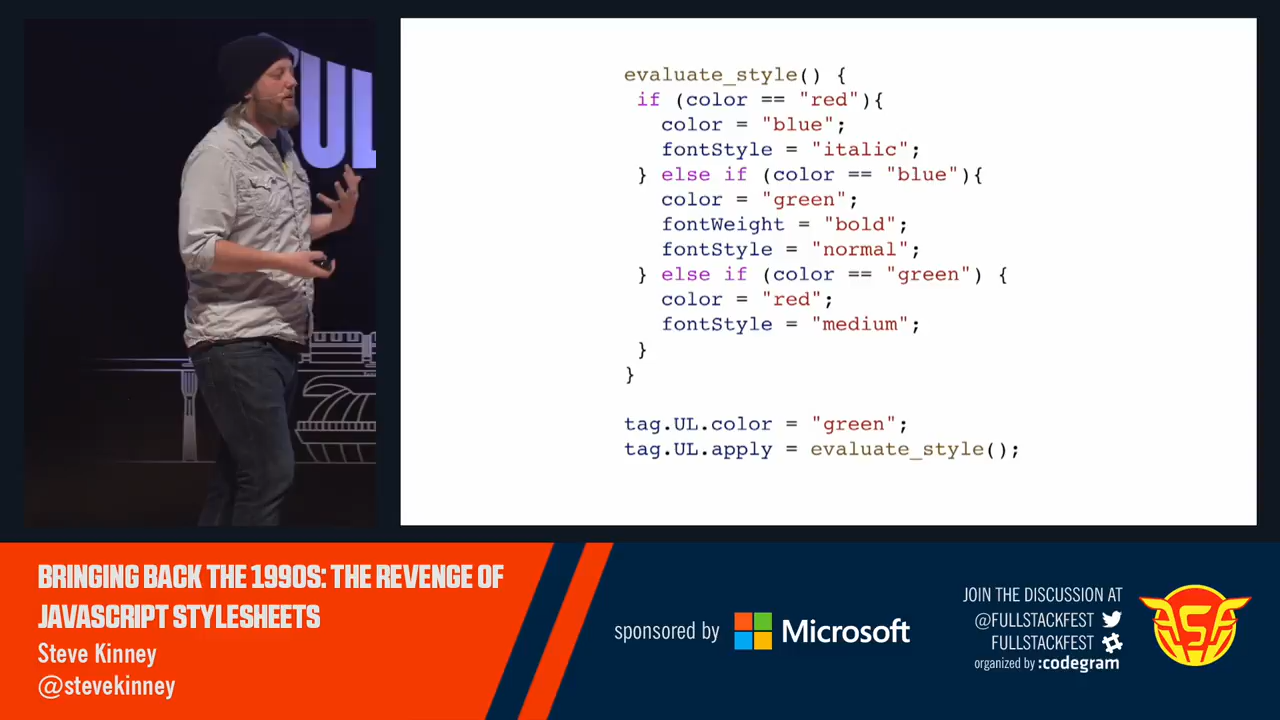 UL
evaluate_style() {
if (color == "red"){
color = "blue";
fontStyle = "italic";
} else if (color == "blue"){
color = "green";
fontWeight = "bold";
fontStyle = "normal";
} else if (color == "green") {
color = "red";
fontStyle = "medium";
}
}
tag.UL.color = "green";
tag.UL.apply = evaluate_style();
BRINGING BACK THE 1990S: THE REVENGE OF
JAVASCRIPT STYLESHEETS
Steve Kinney
@stevekinney
sponsored by Microsoft
JOIN THE DISCUSSION AT
@FULLSTACKFEST
FULLSTACKFEST
organized by :codegram
FSF